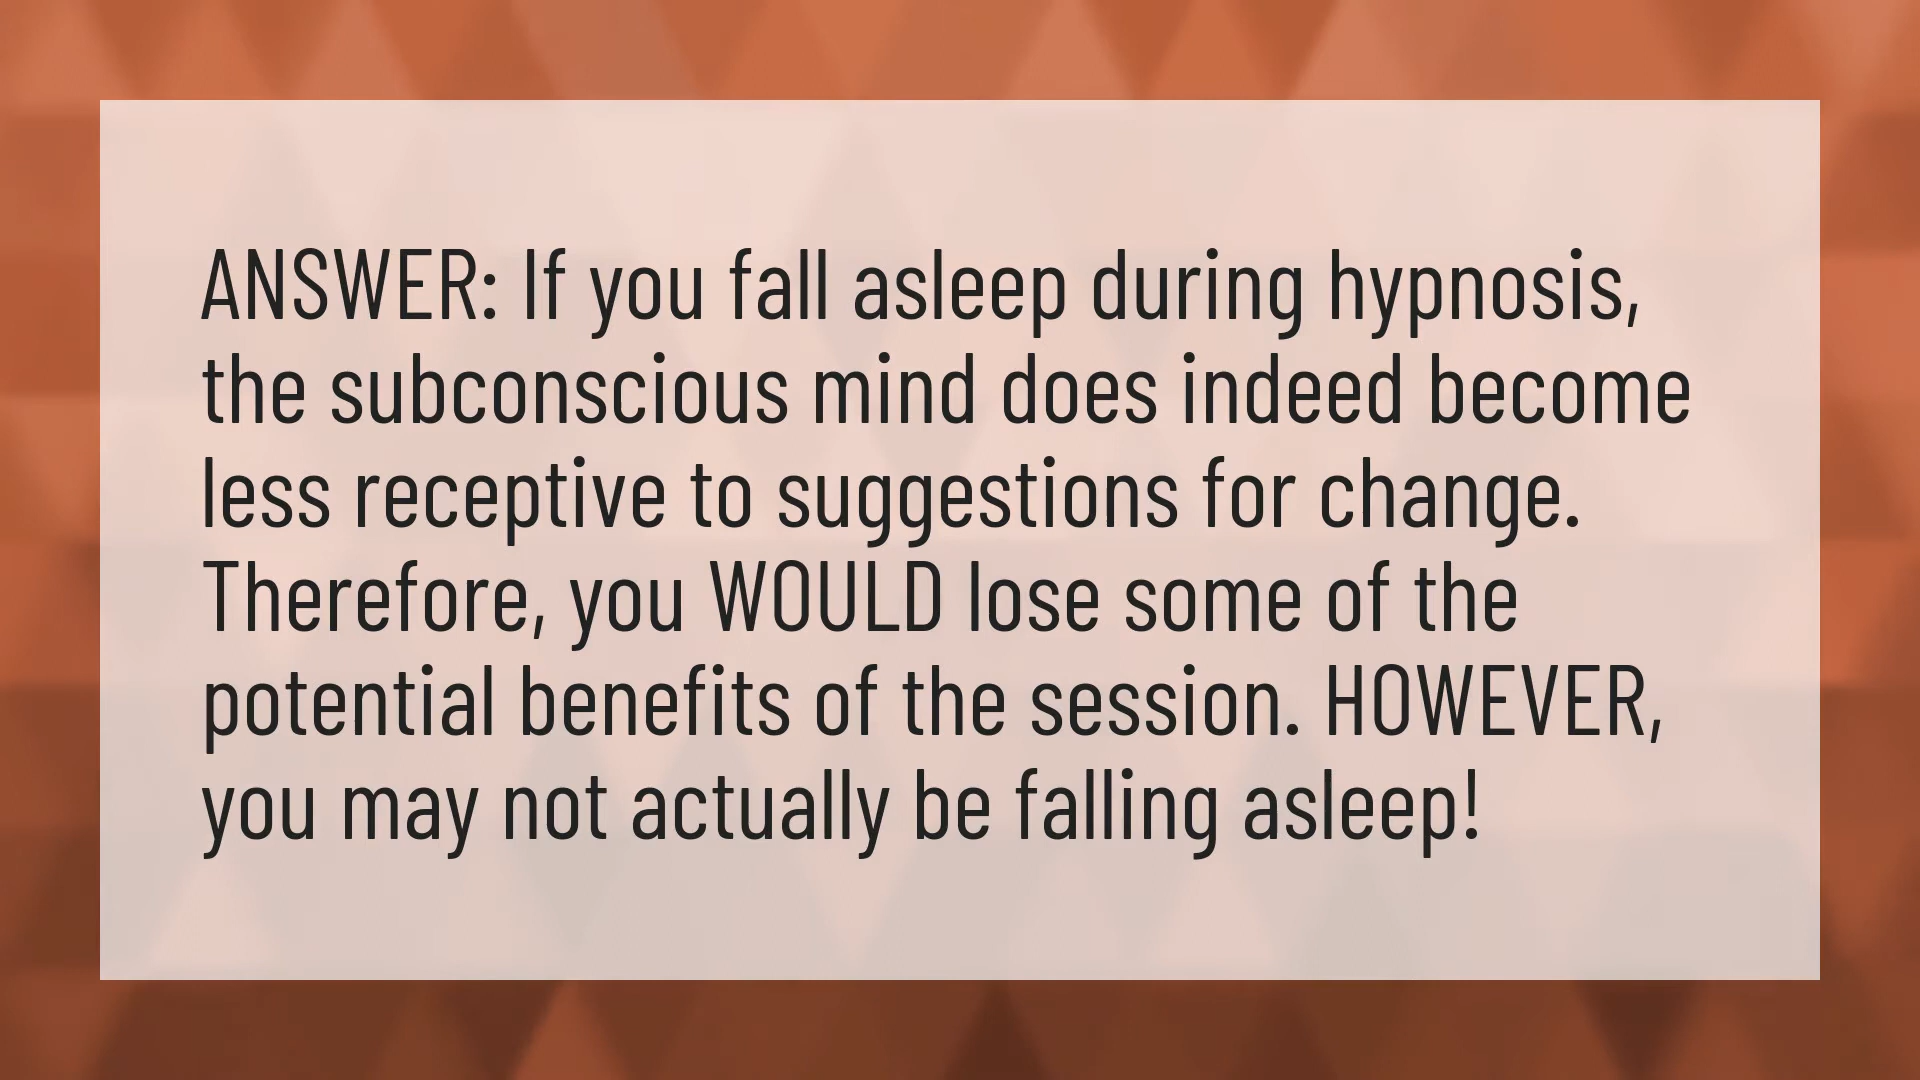 ANSWER: If you fall asleep during hypnosis,
the subconscious mind does indeed become
less receptive to suggestions for change.
Therefore, you WOULD lose some of the
potential benefits of the session. HOWEVER,
you may not actually be falling asleep!